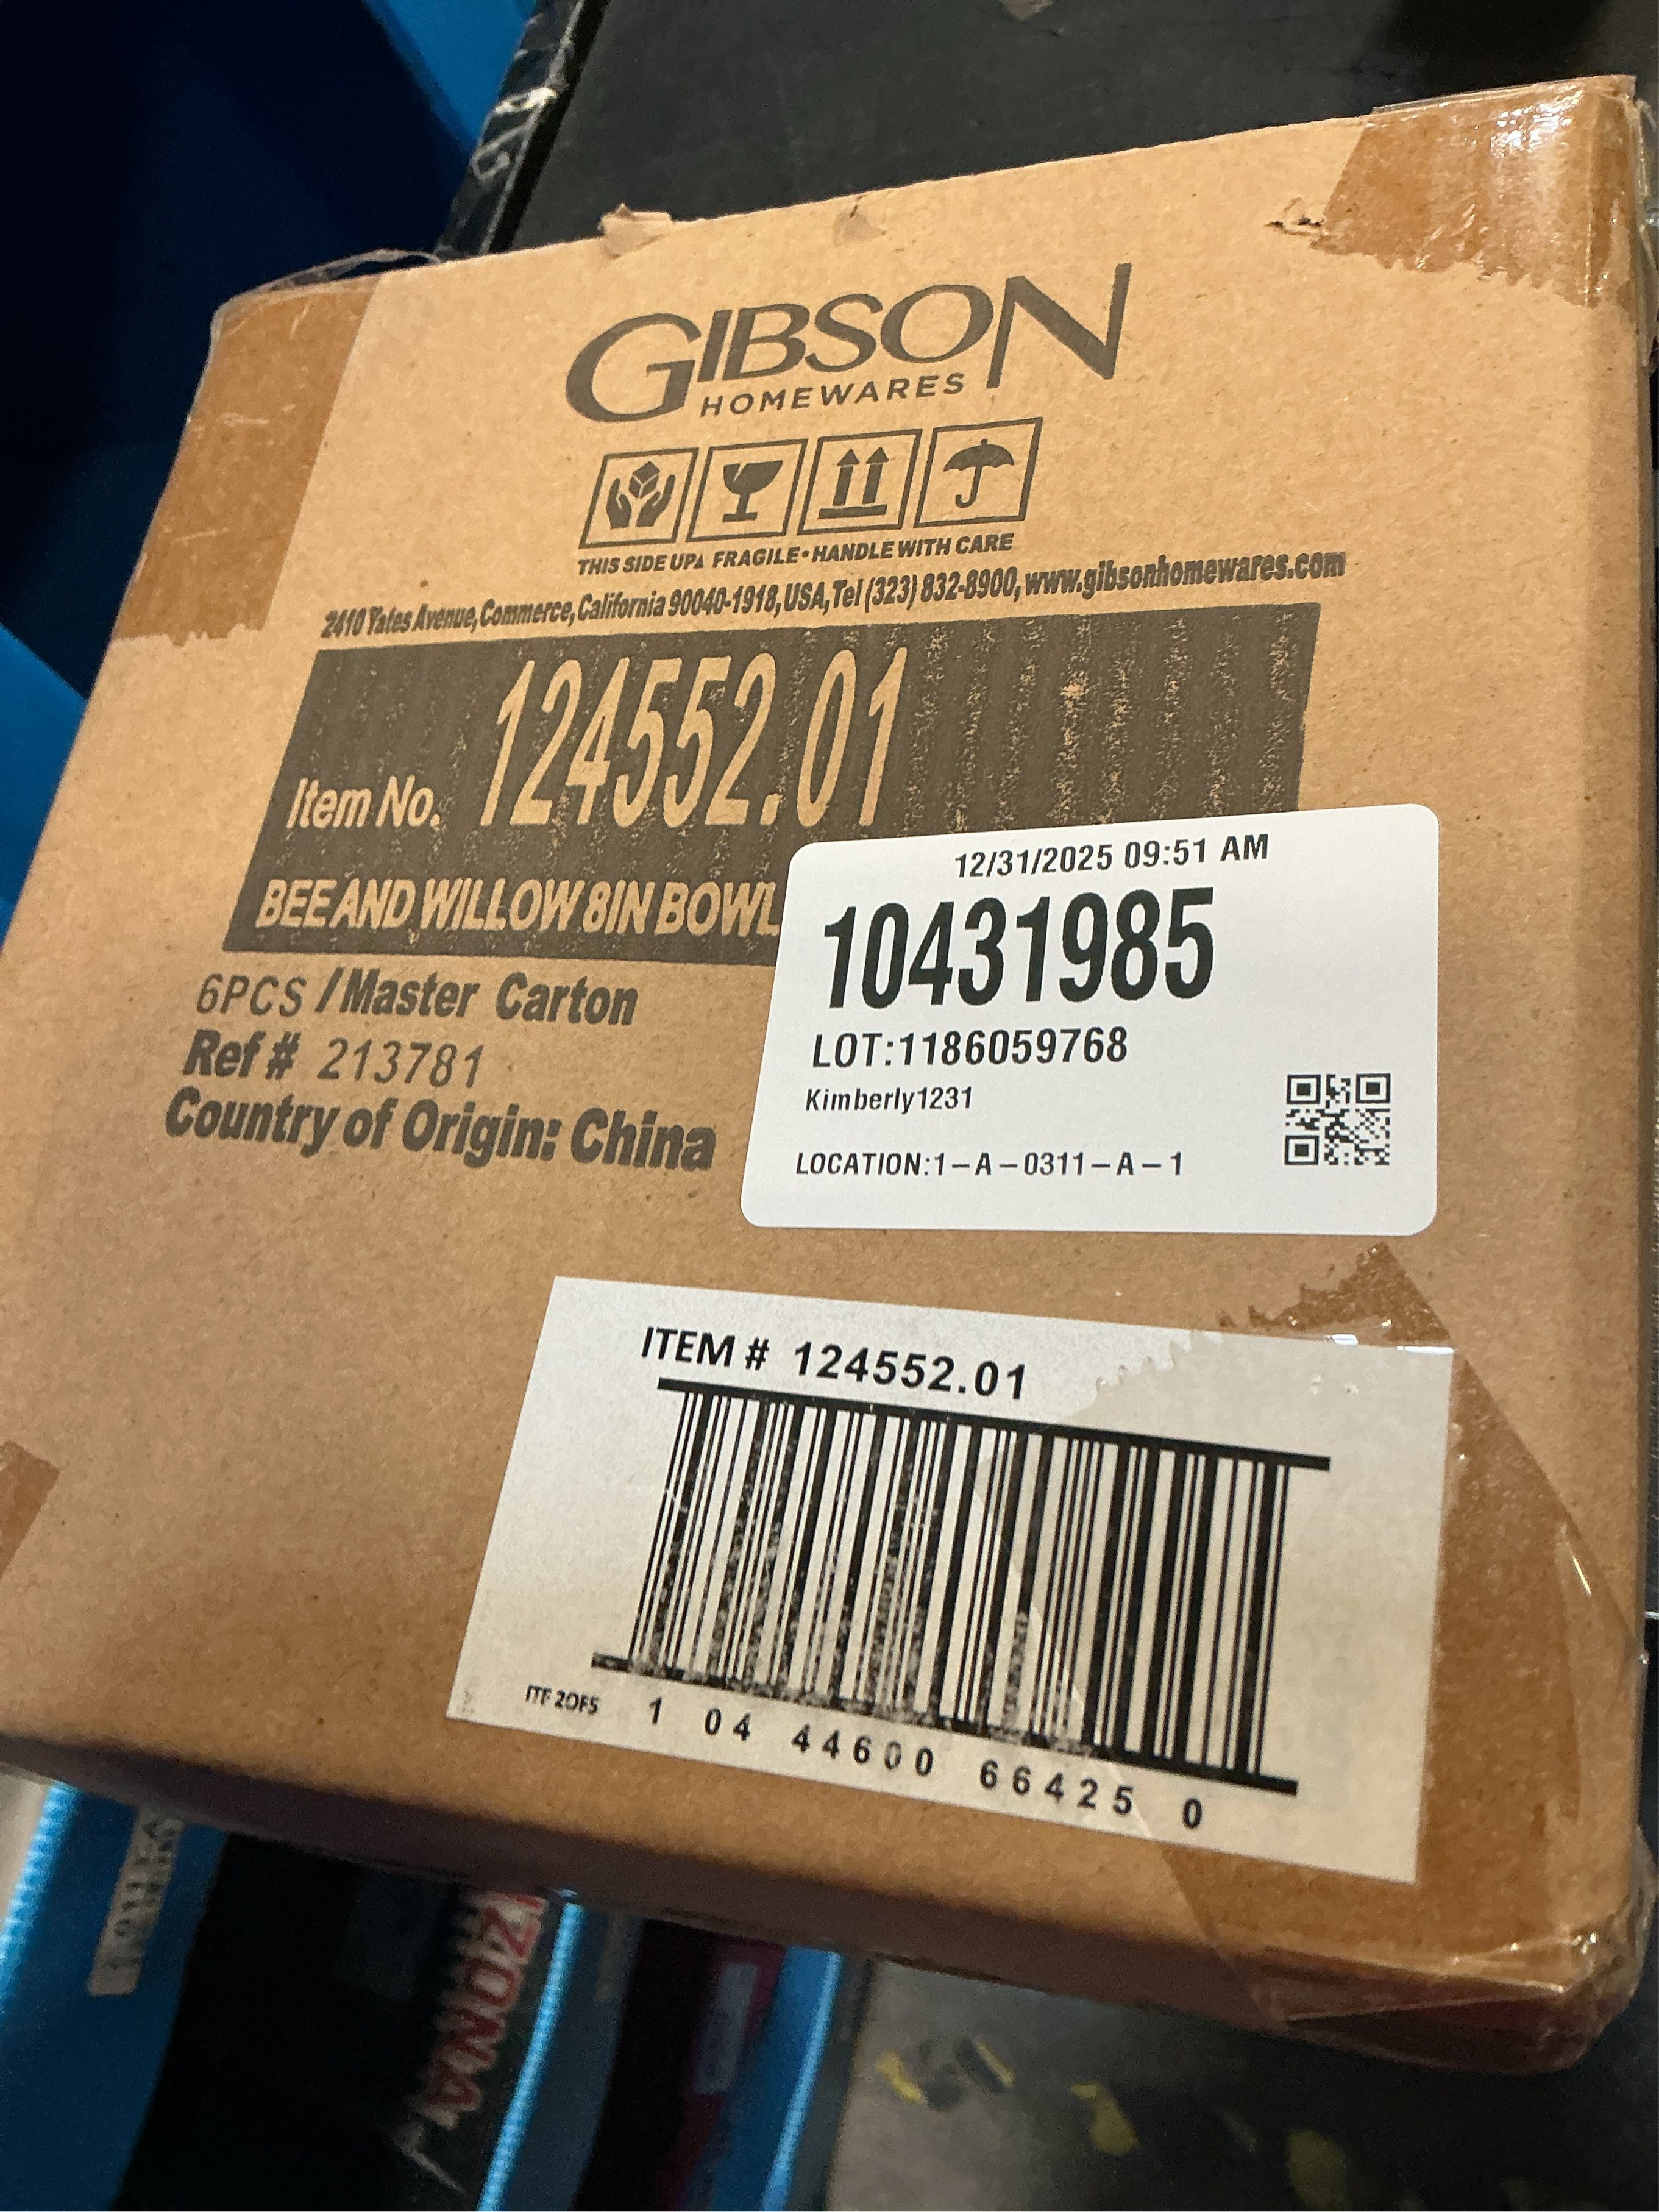 GIBSON
HOMEWARES
THIS SIDE UP▲ FRAGILE•HANDLE WITH CARE
2410 Yates Avenue, Commerce, California 90040-1918, USA, Tel (323) 832-8900, www.gibsonhomewares.com
Item No. 124552.01
BEE AND WILLOW 8IN BOWL
6PCS / Master Carton
Ref # 213781
Country of Origin: China
12/31/2025 09:51 AM
10431985
LOT:1186059768
Kimberly1231
LOCATION:1-A-0311-A-1
ITEM # 124552.01
ITF 2OF5
1 04 44600 66425 0